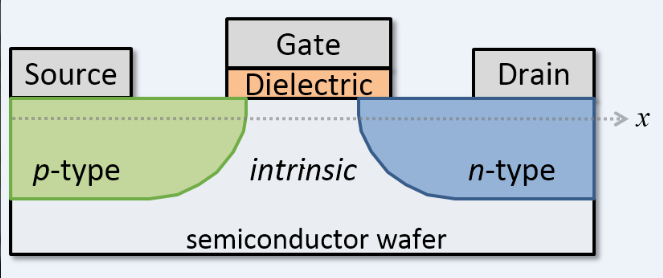 Gate
Source
Dielectric
Drain
x
p-type
intrinsic
n-type
semiconductor wafer